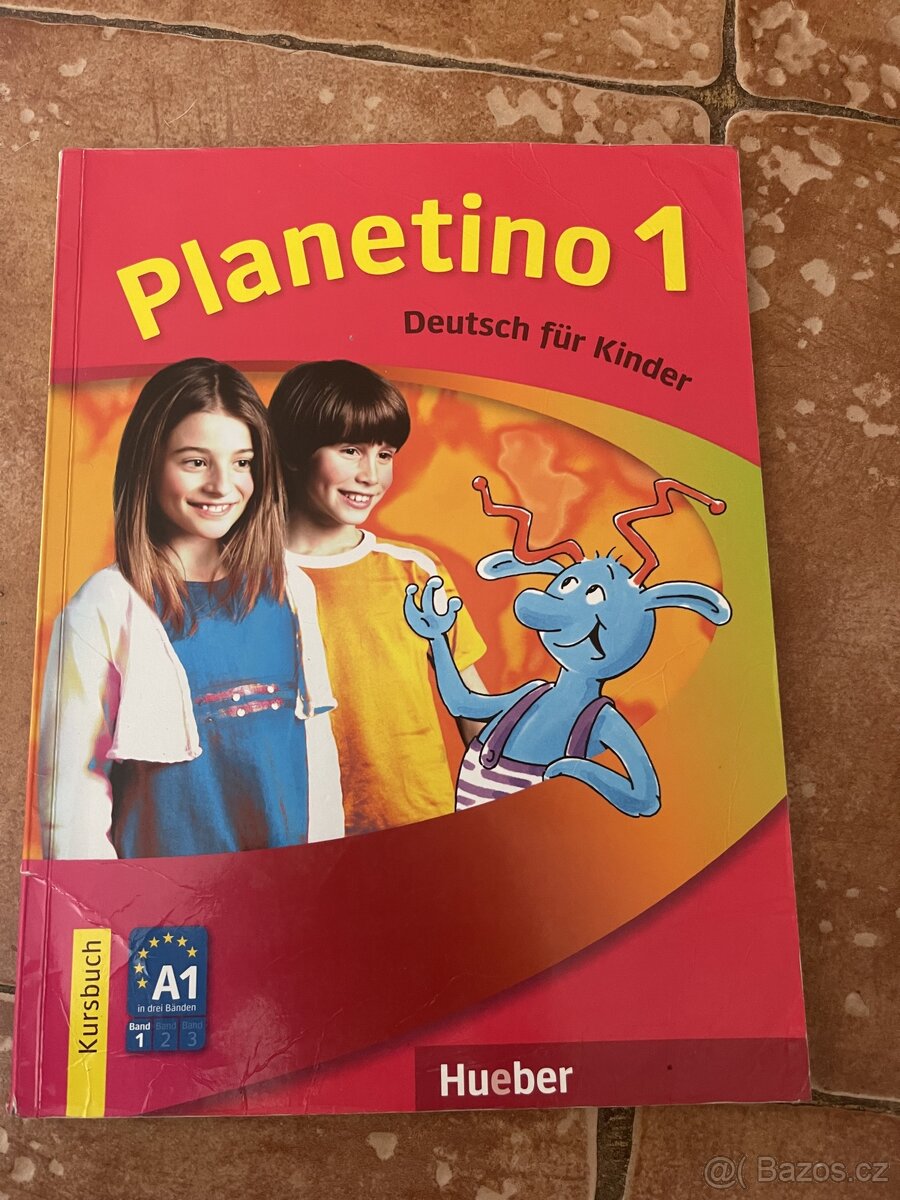 Planetino 1
Deutsch für Kinder
Kursbuch
A1
in drei Bänden
Band Band Band
1 2 3
Hueber
@( Bazos.cz